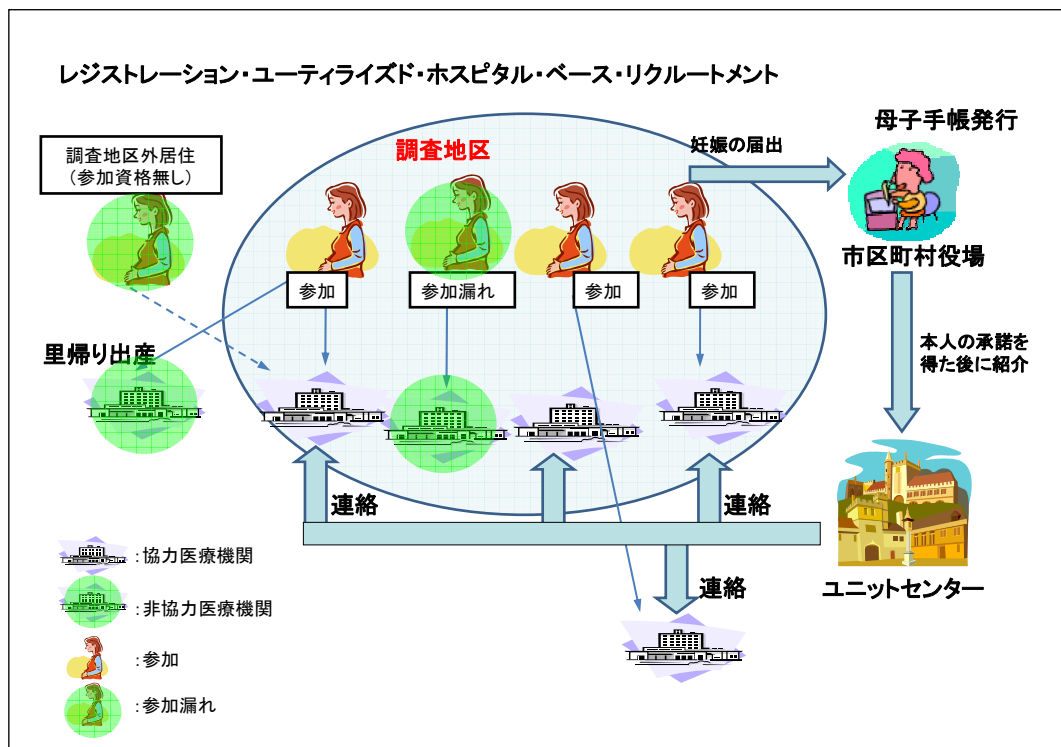 レジストレーション・ユーティライズド・ホスピタル・ベース・リクルートメント
調査地区外居住
（参加資格無し）
調査地区
妊娠の届出
母子手帳発行
市区町村役場
参加
参加漏れ
参加
参加
里帰り出産
本人の承諾を
得た後に紹介
連絡
連絡
連絡
ユニットセンター
：協力医療機関
：非協力医療機関
：参加
：参加漏れ